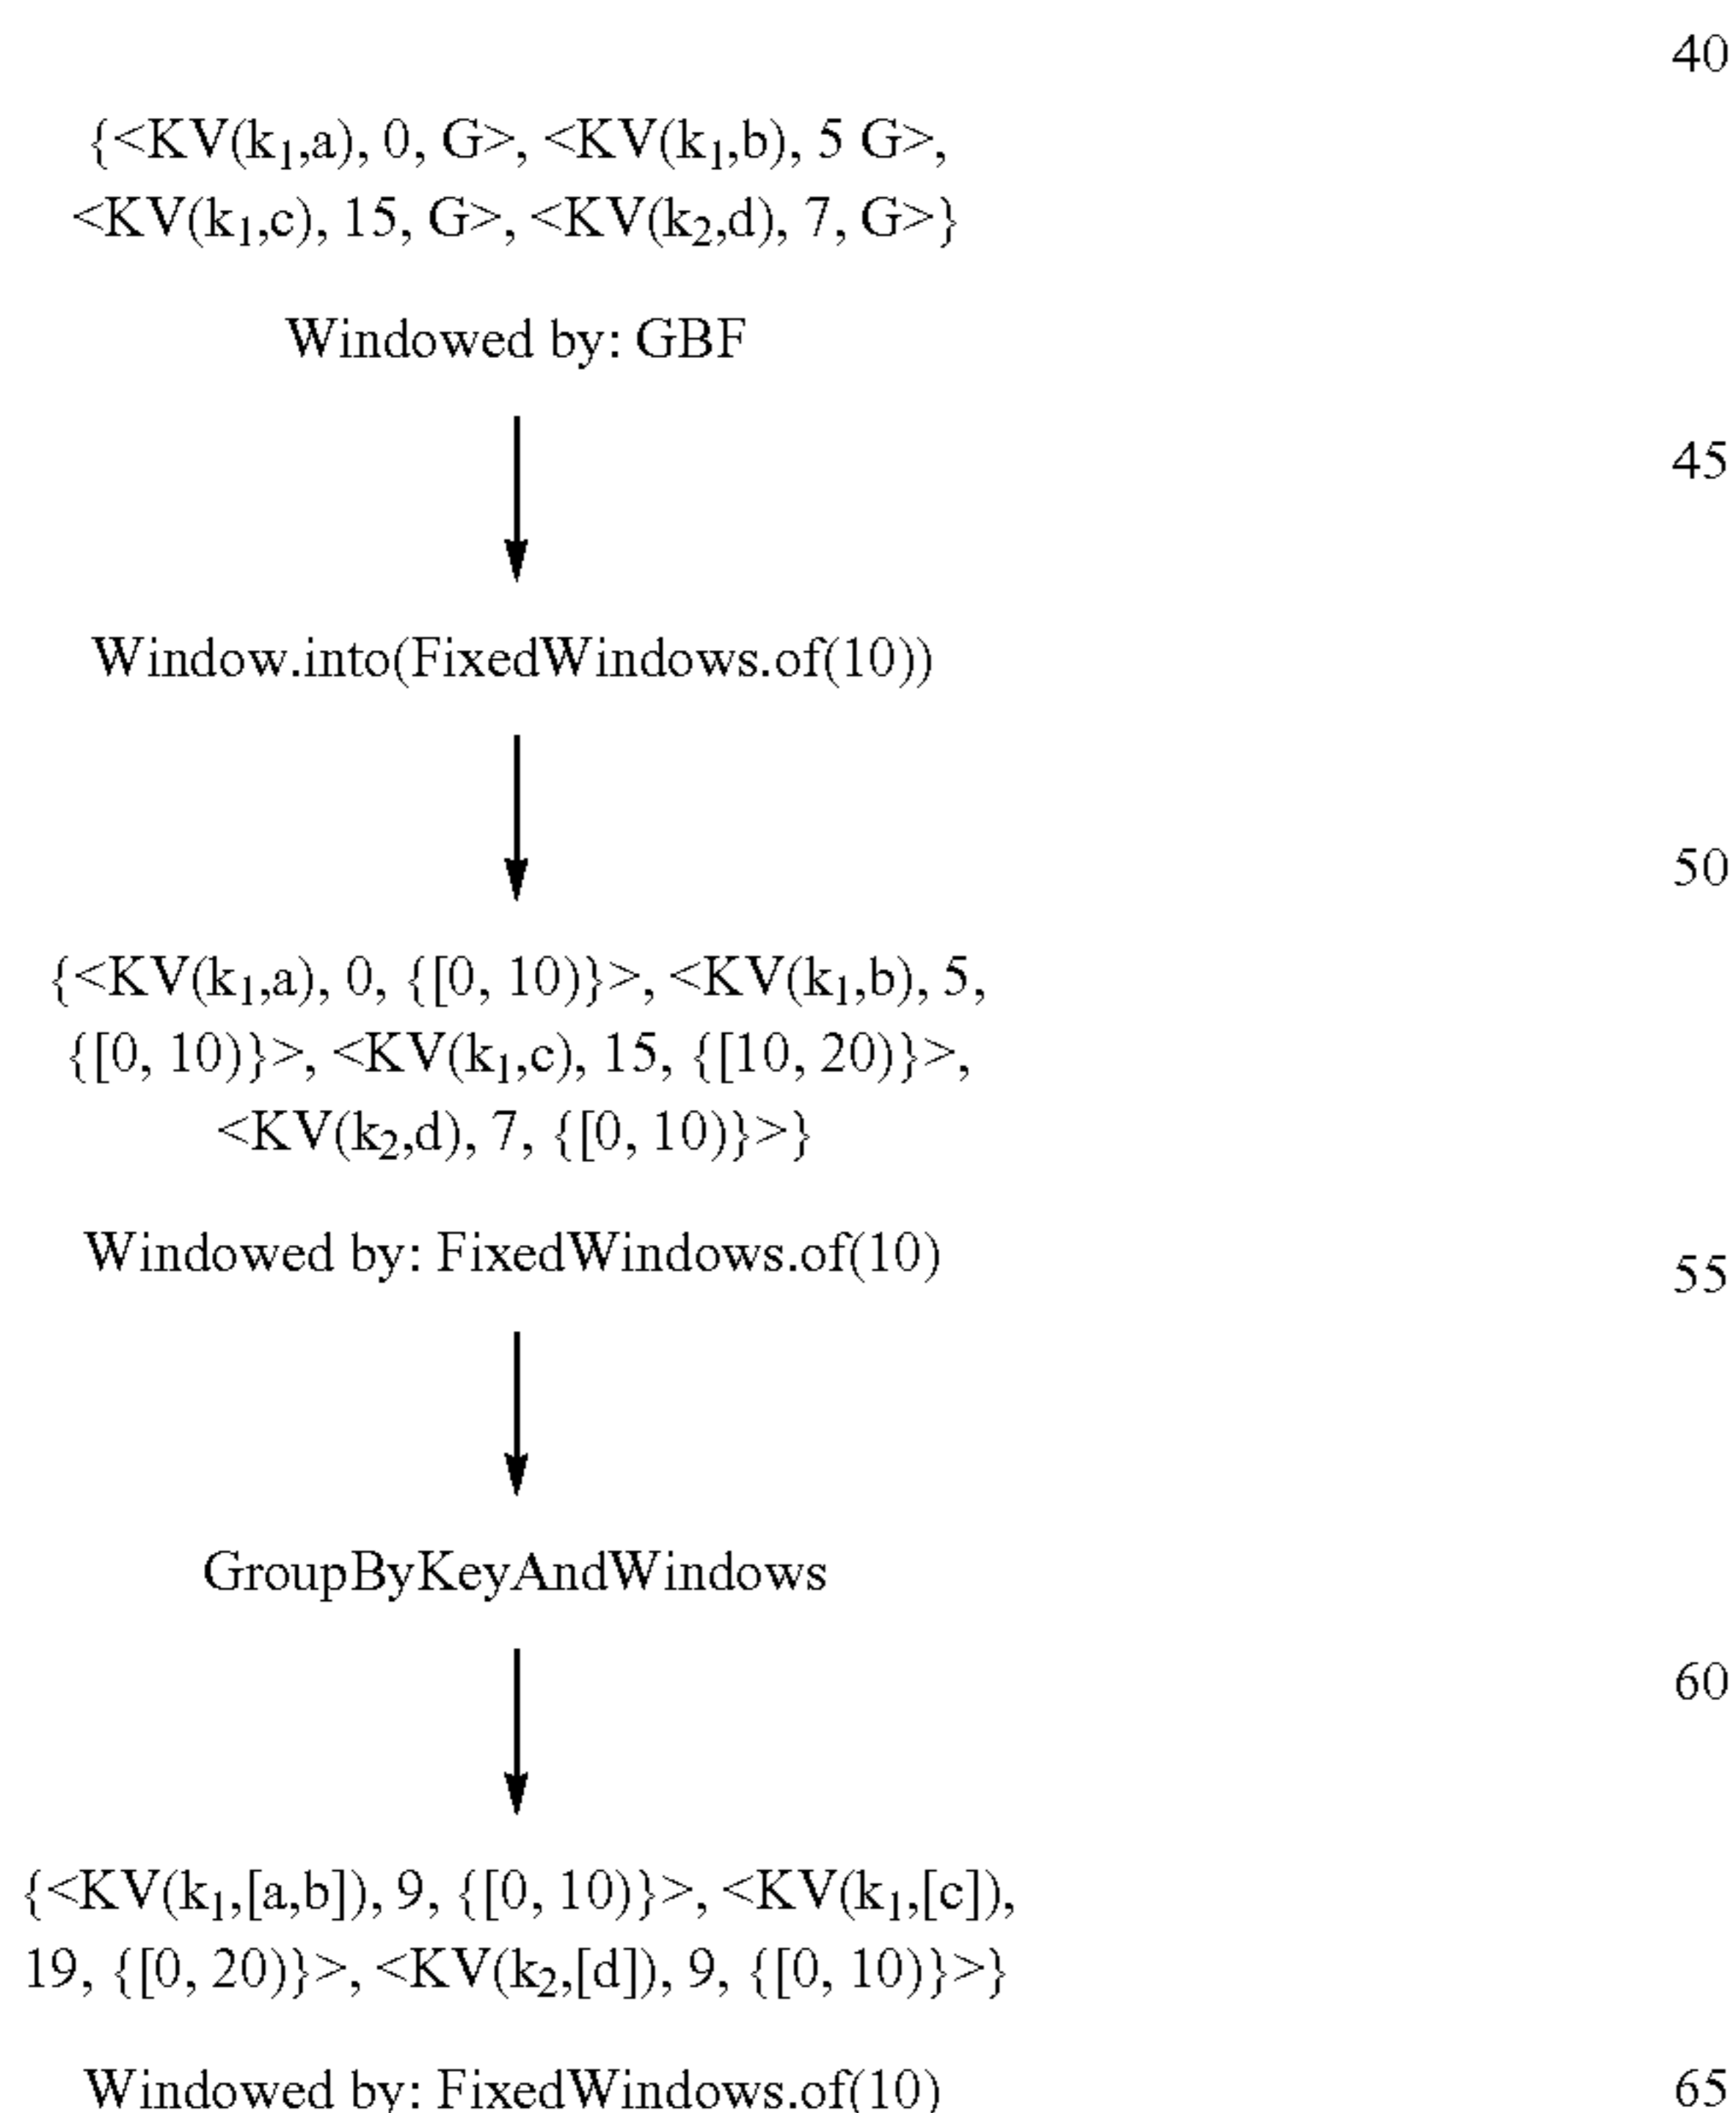 40
{<KV(k₁,a), 0, G>, <KV(k₁,b), 5 G>,
<KV(k₁,c), 15, G>, <KV(k₂,d), 7, G>}
Windowed by: GBF
45
Window.into(FixedWindows.of(10))
50
{<KV(k₁,a), 0, {[0, 10)}>, <KV(k₁,b), 5,
{[0, 10)}>, <KV(k₁,c), 15, {[10, 20)}>,
<KV(k₂,d), 7, {[0, 10)}>}
Windowed by: FixedWindows.of(10)
55
GroupByKeyAndWindows
60
{<KV(k₁,[a,b]), 9, {[0, 10)}>, <KV(k₁,[c]),
19, {[0, 20)}>, <KV(k₂,[d]), 9, {[0, 10)}>}
Windowed by: FixedWindows.of(10)
65